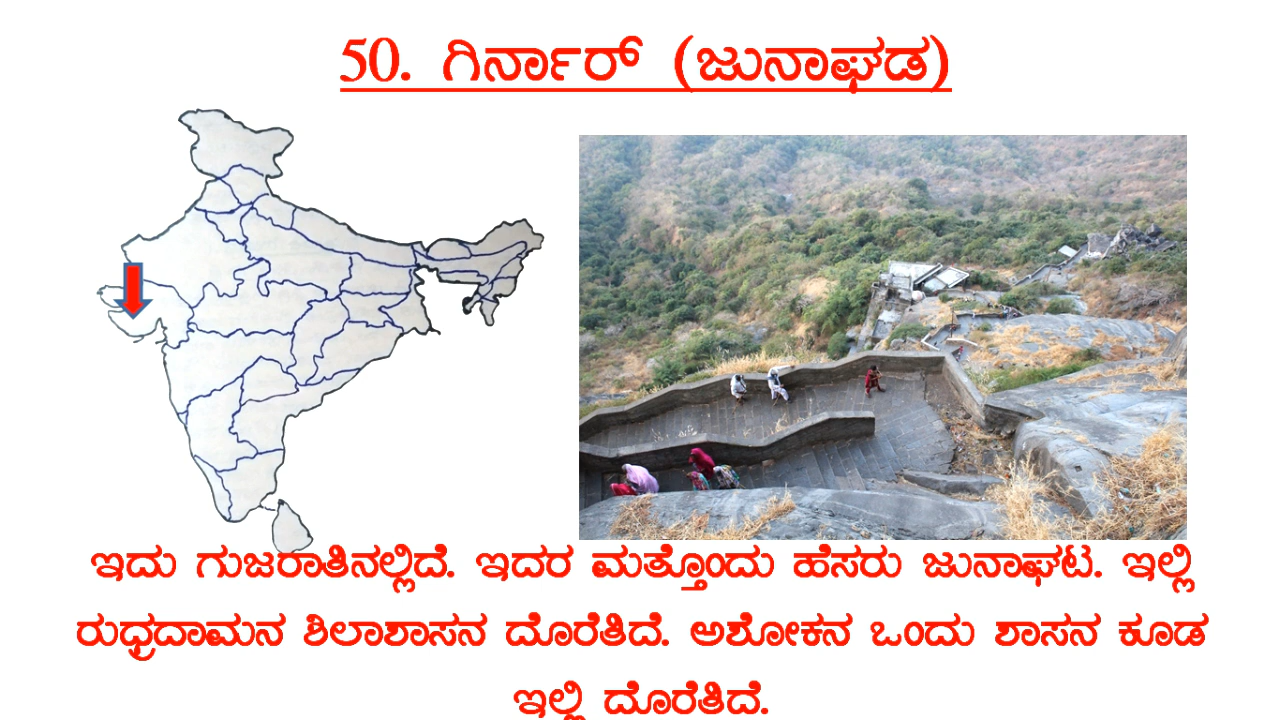 50. ಗಿರ್ನಾರ್ (ಜುನಾಘಡ)
ಇದು ಗುಜರಾತಿನಲ್ಲಿದೆ. ಇದರ ಮತ್ತೊಂದು ಹೆಸರು ಜುನಾಘಟ. ಇಲ್ಲಿ
ರುಧ್ರದಾಮನ ಶಿಲಾಶಾಸನ ದೊರೆತಿದೆ. ಅಶೋಕನ ಒಂದು ಶಾಸನ ಕೂಡ
ಇಲ್ಲಿ ದೊರೆತಿದೆ.